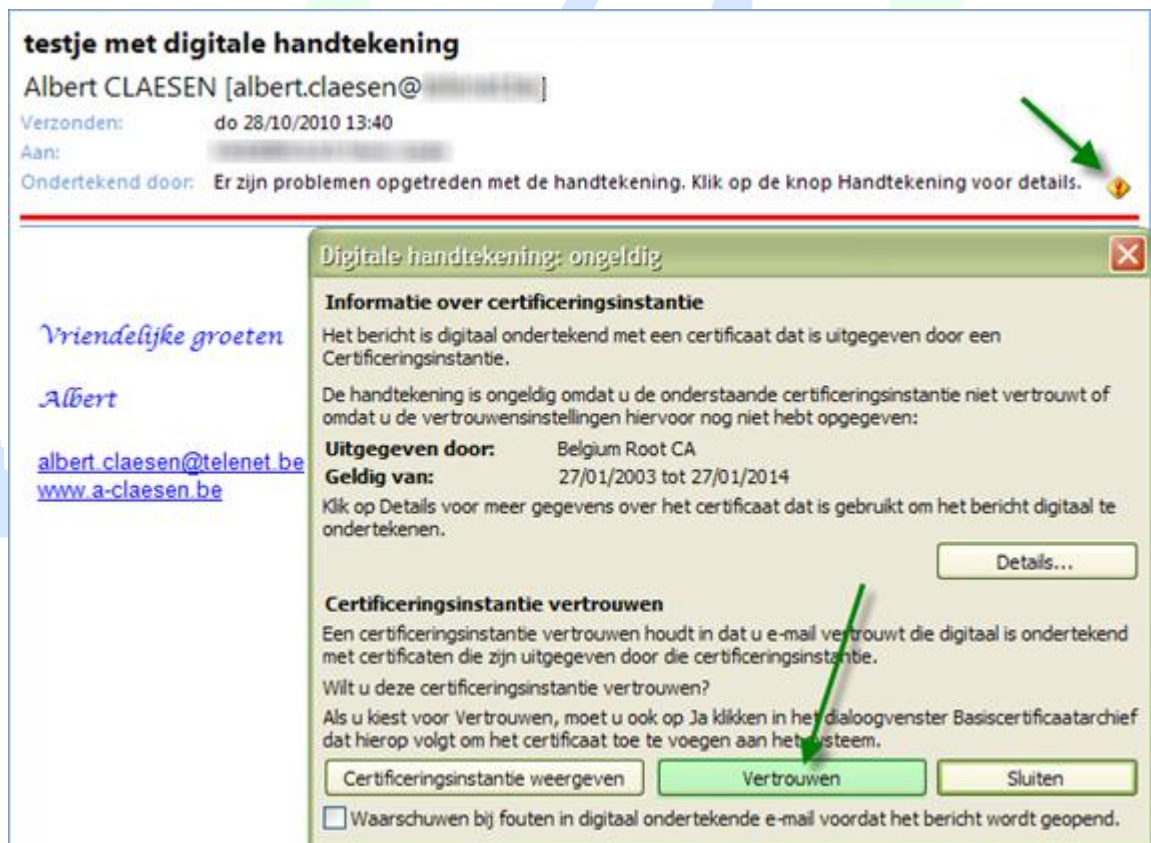 testje met digitale handtekening
Albert CLAESEN [albert.claesen@ ]
Verzonden: do 28/10/2010 13:40
Aan:
Ondertekend door: Er zijn problemen opgetreden met de handtekening. Klik op de knop Handtekening voor details.
Vriendelijke groeten
Albert
albert.claesen@telenet.be
www.a-claesen.be
Digitale handtekening: ongeldig
Informatie over certificeringsinstantie
Het bericht is digitaal ondertekend met een certificaat dat is uitgegeven door een
Certificeringsinstantie.
De handtekening is ongeldig omdat u de onderstaande certificeringsinstantie niet vertrouwt of
omdat u de vertrouwensinstellingen hiervoor nog niet hebt opgegeven:
Uitgegeven door: Belgium Root CA
Geldig van: 27/01/2003 tot 27/01/2014
Klik op Details voor meer gegevens over het certificaat dat is gebruikt om het bericht digitaal te
ondertekenen.
Details...
Certificeringsinstantie vertrouwen
Een certificeringsinstantie vertrouwen houdt in dat u e-mail vertrouwt die digitaal is ondertekend
met certificaten die zijn uitgegeven door die certificeringsinstantie.
Wilt u deze certificeringsinstantie vertrouwen?
Als u kiest voor Vertrouwen, moet u ook op Ja klikken in het dialoogvenster Basiscertificaatarchief
dat hierop volgt om het certificaat toe te voegen aan het systeem.
Certificeringsinstantie weergeven Vertrouwen Sluiten
Waarschuwen bij fouten in digitaal ondertekende e-mail voordat het bericht wordt geopend.